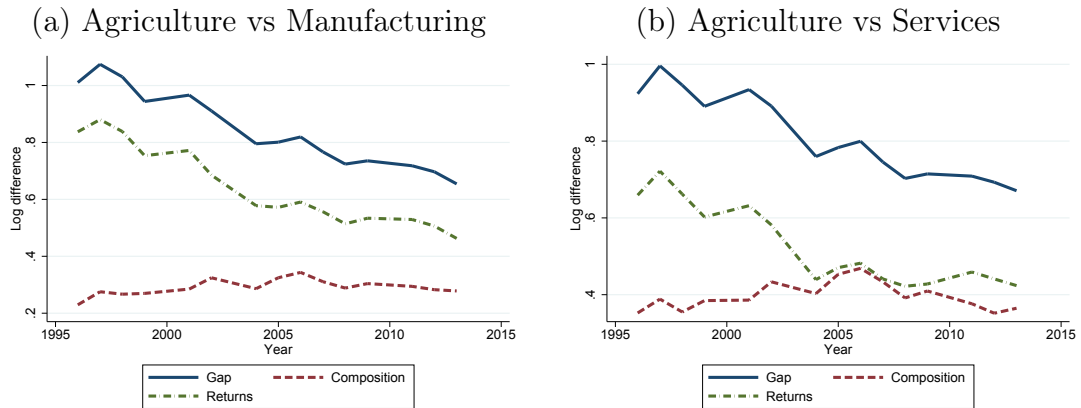 (a) Agriculture vs Manufacturing
Log difference
1
.8
.6
.4
.2
1995 2000 2005 2010 2015
Year
Gap Composition
Returns
(b) Agriculture vs Services
Log difference
1
.8
.6
.4
1995 2000 2005 2010 2015
Year
Gap Composition
Returns